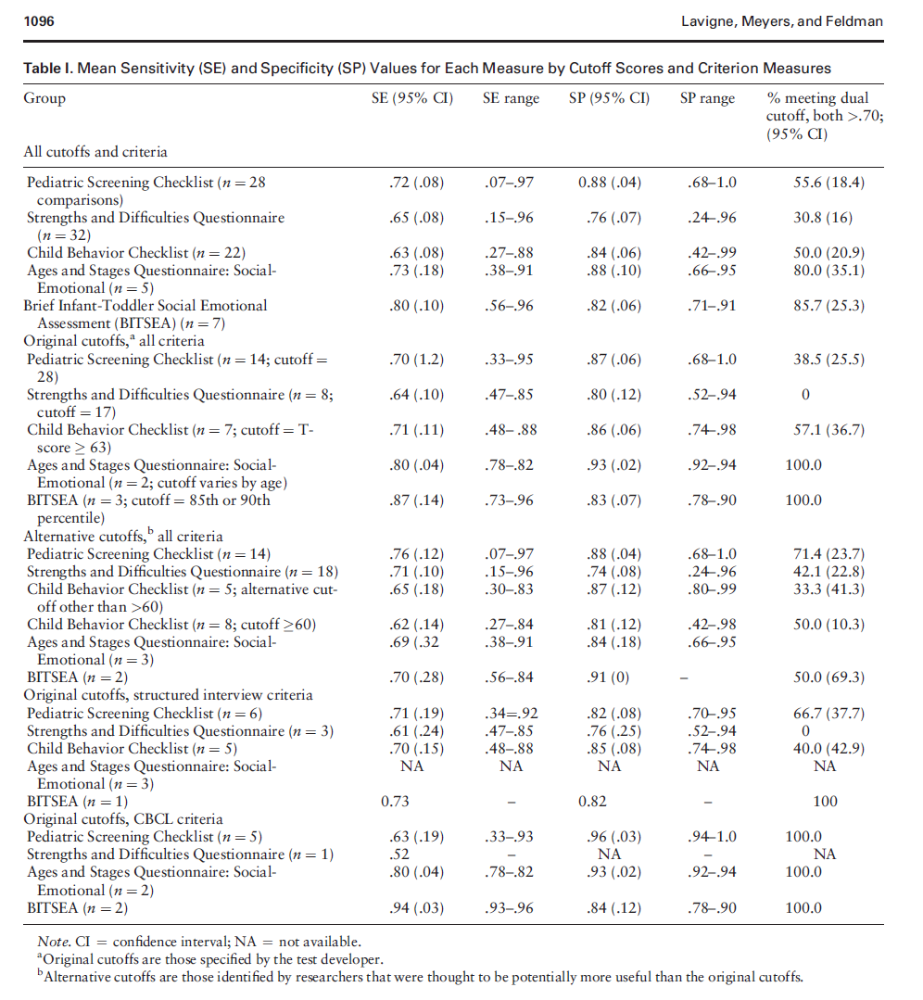 1096 Lavigne, Meyers, and Feldman
Table I. Mean Sensitivity (SE) and Specificity (SP) Values for Each Measure by Cutoff Scores and Criterion Measures
Group SE (95% CI) SE range SP (95% CI) SP range % meeting dual
cutoff, both >.70;
(95% CI)
All cutoffs and criteria
Pediatric Screening Checklist (n = 28 .72 (.08) .07–.97 0.88 (.04) .68–1.0 55.6 (18.4)
comparisons)
Strengths and Difficulties Questionnaire .65 (.08) .15–.96 .76 (.07) .24–.96 30.8 (16)
(n = 32)
Child Behavior Checklist (n = 22) .63 (.08) .27–.88 .84 (.06) .42–.99 50.0 (20.9)
Ages and Stages Questionnaire: Social- .73 (.18) .38–.91 .88 (.10) .66–.95 80.0 (35.1)
Emotional (n = 5)
Brief Infant-Toddler Social Emotional .80 (.10) .56–.96 .82 (.06) .71–.91 85.7 (25.3)
Assessment (BITSEA) (n = 7)
Original cutoffs,a all criteria
Pediatric Screening Checklist (n = 14; cutoff = .70 (1.2) .33–.95 .87 (.06) .68–1.0 38.5 (25.5)
28)
Strengths and Difficulties Questionnaire (n = 8; .64 (.10) .47–.85 .80 (.12) .52–.94 0
cutoff = 17)
Child Behavior Checklist (n = 7; cutoff = T- .71 (.11) .48– .88 .86 (.06) .74–.98 57.1 (36.7)
score ≥ 63)
Ages and Stages Questionnaire: Social- .80 (.04) .78–.82 .93 (.02) .92–.94 100.0
Emotional (n = 2; cutoff varies by age)
BITSEA (n = 3; cutoff = 85th or 90th .87 (.14) .73–.96 .83 (.07) .78–.90 100.0
percentile)
Alternative cutoffs,b all criteria
Pediatric Screening Checklist (n = 14) .76 (.12) .07–.97 .88 (.04) .68–1.0 71.4 (23.7)
Strengths and Difficulties Questionnaire (n = 18) .71 (.10) .15–.96 .74 (.08) .24–.96 42.1 (22.8)
Child Behavior Checklist (n = 5; alternative cut- .65 (.18) .30–.83 .87 (.12) .80–.99 33.3 (41.3)
off other than >60)
Child Behavior Checklist (n = 8; cutoff ≥60) .62 (.14) .27–.84 .81 (.12) .42–.98 50.0 (10.3)
Ages and Stages Questionnaire: Social- .69 (.32 .38–.91 .84 (.18) .66–.95
Emotional (n = 3)
BITSEA (n = 2) .70 (.28) .56–.84 .91 (0) – 50.0 (69.3)
Original cutoffs, structured interview criteria
Pediatric Screening Checklist (n = 6) .71 (.19) .34=.92 .82 (.08) .70–.95 66.7 (37.7)
Strengths and Difficulties Questionnaire (n = 3) .61 (.24) .47–.85 .76 (.25) .52–.94 0
Child Behavior Checklist (n = 5) .70 (.15) .48–.88 .85 (.08) .74–.98 40.0 (42.9)
Ages and Stages Questionnaire: Social- NA NA NA NA NA
Emotional (n = 3)
BITSEA (n = 1) 0.73 – 0.82 – 100
Original cutoffs, CBCL criteria
Pediatric Screening Checklist (n = 5) .63 (.19) .33–.93 .96 (.03) .94–1.0 100.0
Strengths and Difficulties Questionnaire (n = 1) .52 – NA – NA
Ages and Stages Questionnaire: Social- .80 (.04) .78–.82 .93 (.02) .92–.94 100.0
Emotional (n = 2)
BITSEA (n = 2) .94 (.03) .93–.96 .84 (.12) .78–.90 100.0
Note. CI = confidence interval; NA = not available.
aOriginal cutoffs are those specified by the test developer.
bAlternative cutoffs are those identified by researchers that were thought to be potentially more useful than the original cutoffs.